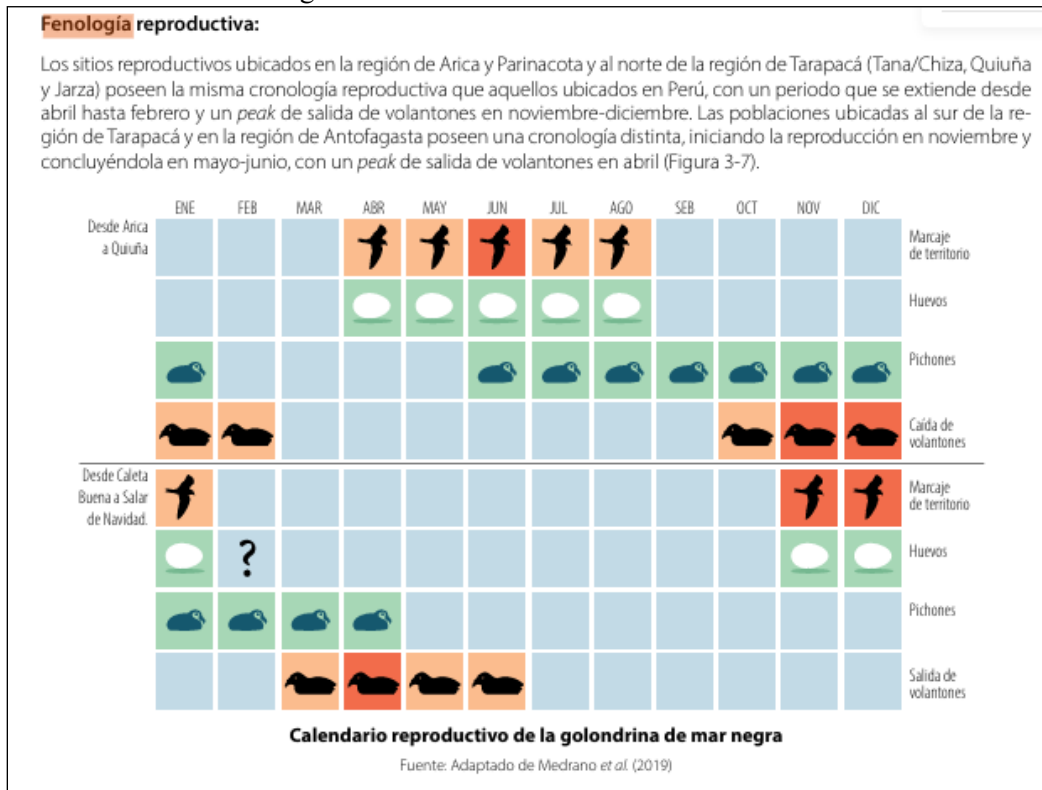 Fenología reproductiva:
Los sitios reproductivos ubicados en la región de Arica y Parinacota y al norte de la región de Tarapacá (Tana/Chiza, Quiuña
y Jarza) poseen la misma cronología reproductiva que aquellos ubicados en Perú, con un periodo que se extiende desde
abril hasta febrero y un peak de salida de volantones en noviembre-diciembre. Las poblaciones ubicadas al sur de la re-
gión de Tarapacá y en la región de Antofagasta poseen una cronología distinta, iniciando la reproducción en noviembre y
concluyéndola en mayo-junio, con un peak de salida de volantones en abril (Figura 3-7).
ENE FEB MAR ABR MAY JUN JUL AGO SEB OCT NOV DIC
Desde Arica
a Quiuña
Marcaje
de territorio
Huevos
Pichones
Caída de
volantones
Desde Caleta
Buena a Salar
de Navidad.
Marcaje
de territorio
?
Huevos
Pichones
Salida de
volantones
Calendario reproductivo de la golondrina de mar negra
Fuente: Adaptado de Medrano et al. (2019)